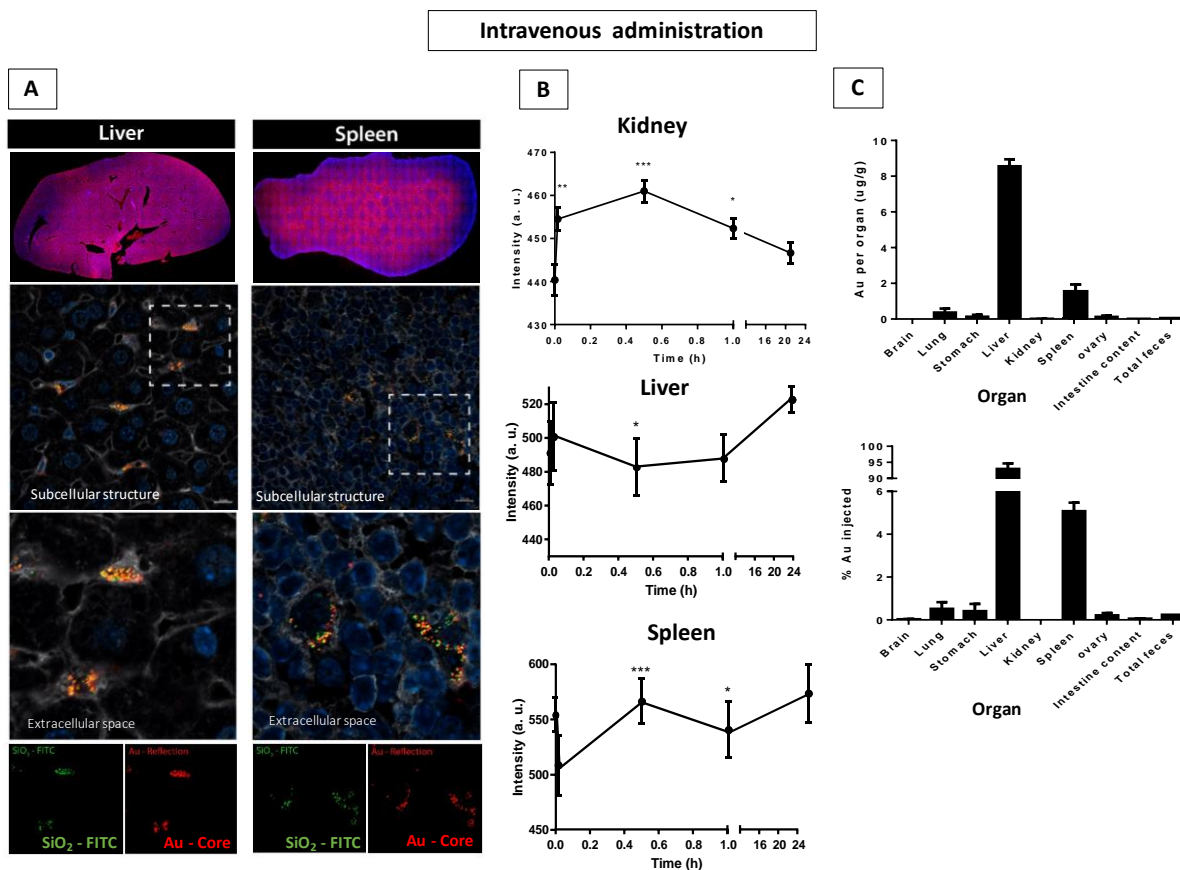 Intravenous administration
A
Liver
Spleen
Subcellular structure
Subcellular structure
Extracellular space
Extracellular space
SiO₂ - FITC
Au - Reflection
SiO₂ - FITC
Au - Reflection
SiO₂ - FITC
Au - Core
SiO₂ - FITC
Au - Core
B
Kidney
Intensity (a. u.)
470
460
450
440
430
**
***
*
0.0 0.2 0.4 0.6 0.8 1.0 16 20 24
Time (h)
Liver
Intensity (a. u.)
520
500
480
460
440
*
0.0 0.2 0.4 0.6 0.8 1.0 16 20 24
Time (h)
Spleen
Intensity (a. u.)
600
550
500
450
***
*
0.0 0.2 0.4 0.6 0.8 1.0 16 20 24
Time (h)
C
Au per organ (ug/g)
10
8
6
4
2
0
Brain
Lung
Stomach
Liver
Kidney
Spleen
ovary
Intestine content
Total feces
Organ
% Au injected
100
95
90
6
4
2
0
Brain
Lung
Stomach
Liver
Kidney
Spleen
ovary
Intestine content
Total feces
Organ